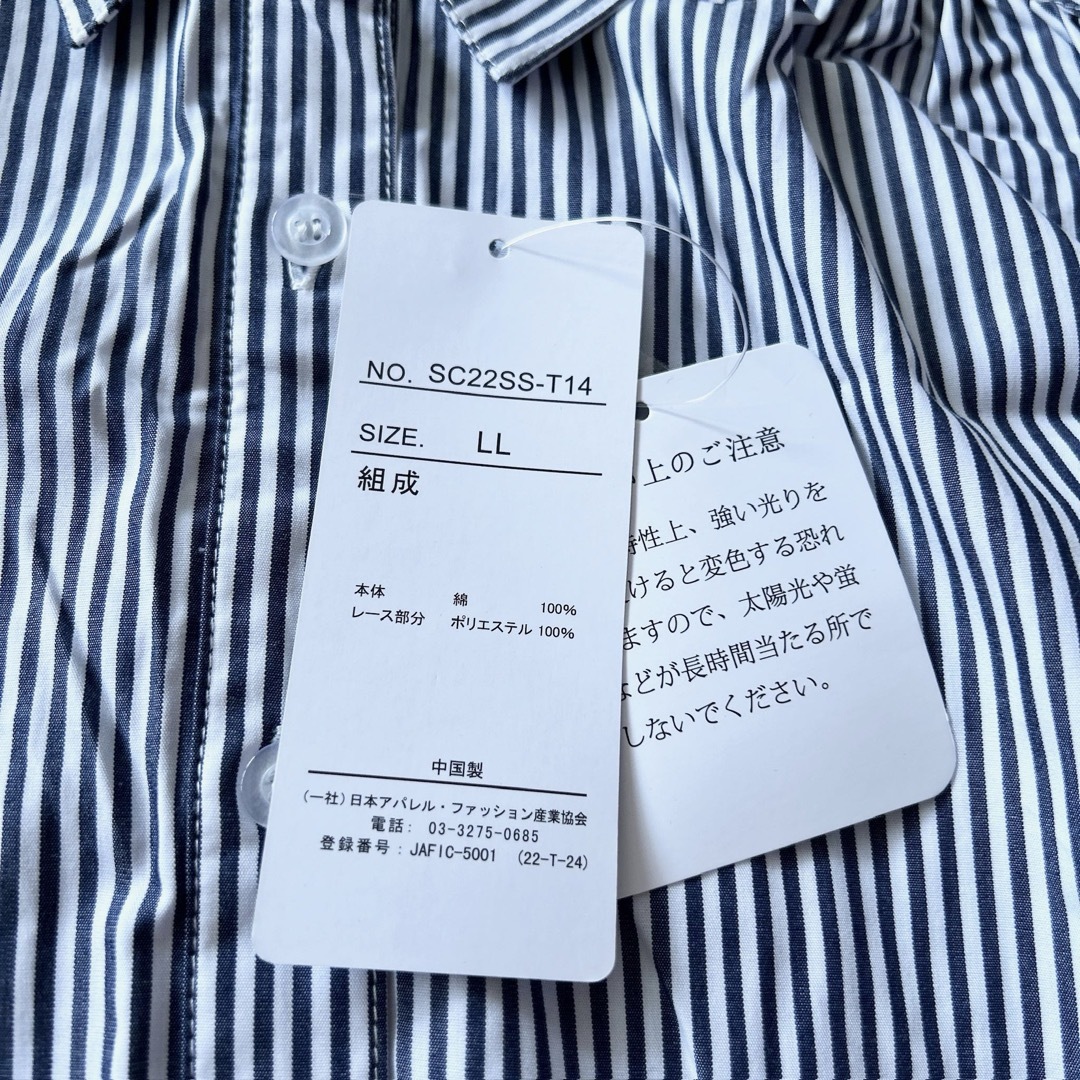 NO. SC22SS-T14
SIZE. LL
組成
本体 綿 100%
レース部分 ポリエステル 100%
中国製
(一社)日本アパレル・ファッション産業協会
電話: 03-3275-0685
登録番号:JAFIC-5001 (22-T-24)
上のご注意
特性上、強い光りを
けると変色する恐れ
ますので、太陽光や蛍
などが長時間当たる所で
しないでください。